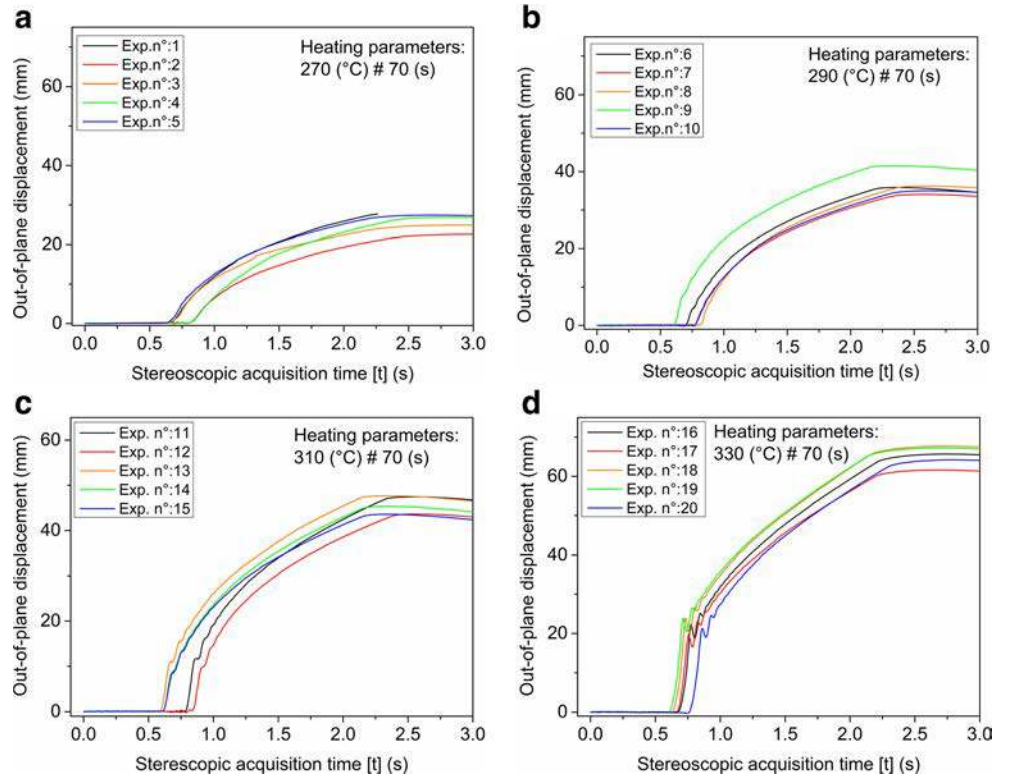 a
Exp.n°:1
Exp.n°:2
Exp.n°:3
Exp.n°:4
Exp.n°:5
Heating parameters:
270 (°C) # 70 (s)
Out-of-plane displacement (mm)
60
40
20
0
0.0 0.5 1.0 1.5 2.0 2.5 3.0
Stereoscopic acquisition time [t] (s)
b
Exp.n°:6
Exp.n°:7
Exp.n°:8
Exp.n°:9
Exp.n°:10
Heating parameters:
290 (°C) # 70 (s)
Out-of-plane displacement (mm)
60
40
20
0
0.0 0.5 1.0 1.5 2.0 2.5 3.0
Stereoscopic acquisition time [t] (s)
c
Exp. n°:11
Exp. n°:12
Exp. n°:13
Exp. n°:14
Exp. n°:15
Heating parameters:
310 (°C) # 70 (s)
Out-of-plane displacement (mm)
60
40
20
0
0.0 0.5 1.0 1.5 2.0 2.5 3.0
Stereoscopic acquisition time [t] (s)
d
Exp. n°:16
Exp. n°:17
Exp. n°:18
Exp. n°:19
Exp. n°:20
Heating parameters:
330 (°C) # 70 (s)
Out-of-plane displacement (mm)
60
40
20
0
0.0 0.5 1.0 1.5 2.0 2.5 3.0
Stereoscopic acquisition time [t] (s)